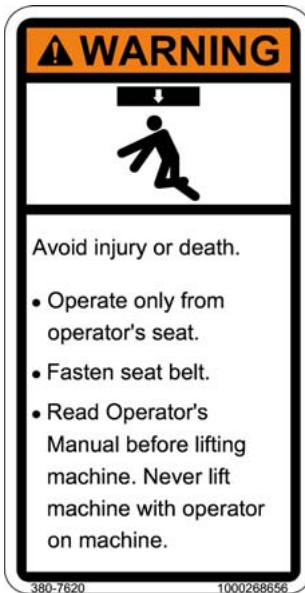 WARNING
Avoid injury or death.
• Operate only from
operator's seat.
• Fasten seat belt.
• Read Operator's
Manual before lifting
machine. Never lift
machine with operator
on machine.
380-7620 1000268656